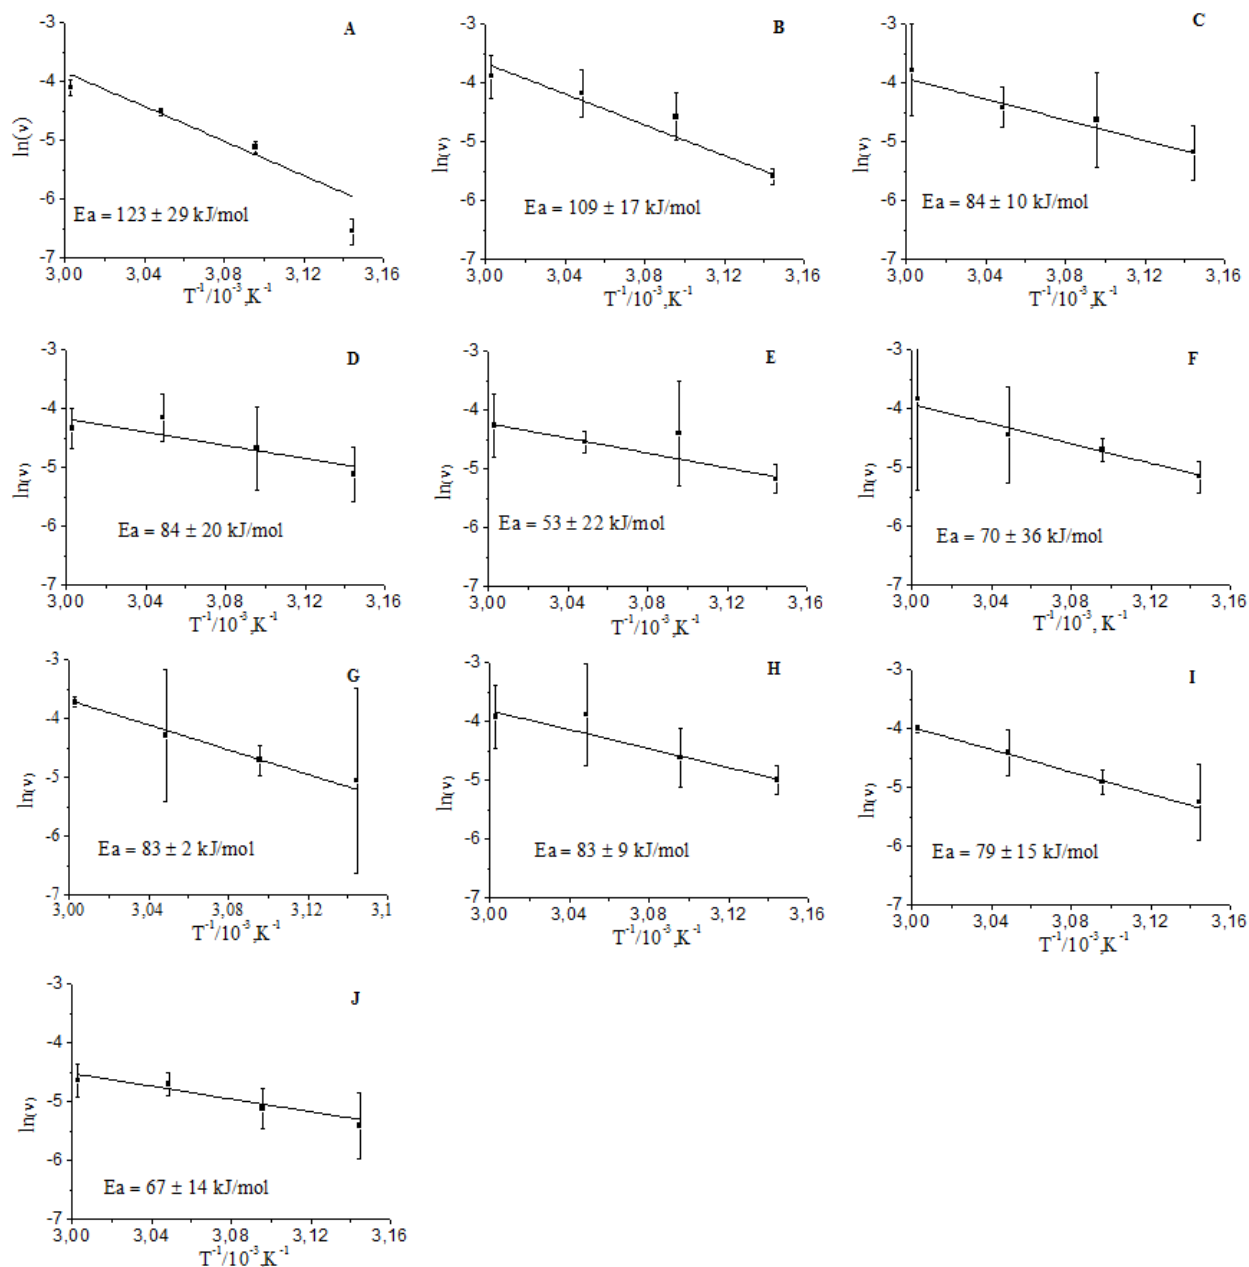 A
-3
-4
-5
-6
-7
ln(v)
Ea = 123 ± 29 kJ/mol
3,00 3,04 3,08 3,12 3,16
T⁻¹/10⁻³,K⁻¹
B
-3
-4
-5
-6
-7
ln(v)
Ea = 109 ± 17 kJ/mol
3,00 3,04 3,08 3,12 3,16
T⁻¹/10⁻³,K⁻¹
C
-3
-4
-5
-6
-7
ln(v)
Ea = 84 ± 10 kJ/mol
3,00 3,04 3,08 3,12 3,16
T⁻¹/10⁻³,K⁻¹
D
-3
-4
-5
-6
-7
ln(v)
Ea = 84 ± 20 kJ/mol
3,00 3,04 3,08 3,12 3,16
T⁻¹/10⁻³,K⁻¹
E
-3
-4
-5
-6
-7
ln(v)
Ea = 53 ± 22 kJ/mol
3,00 3,04 3,08 3,12 3,16
T⁻¹/10⁻³,K⁻¹
F
-3
-4
-5
-6
-7
ln(v)
Ea = 70 ± 36 kJ/mol
3,00 3,04 3,08 3,12 3,16
T⁻¹/10⁻³, K⁻¹
G
-3
-4
-5
-6
-7
ln(v)
Ea = 83 ± 2 kJ/mol
3,00 3,04 3,08 3,12 3,1
T⁻¹/10⁻³,K⁻¹
H
-3
-4
-5
-6
-7
ln(v)
Ea = 83 ± 9 kJ/mol
3,00 3,04 3,08 3,12 3,16
T⁻¹/10⁻³,K⁻¹
I
-3
-4
-5
-6
-7
ln(v)
Ea = 79 ± 15 kJ/mol
3,00 3,04 3,08 3,12 3,16
T⁻¹/10⁻³,K⁻¹
J
-3
-4
-5
-6
-7
ln(v)
Ea = 67 ± 14 kJ/mol
3,00 3,04 3,08 3,12 3,16
T⁻¹/10⁻³,K⁻¹